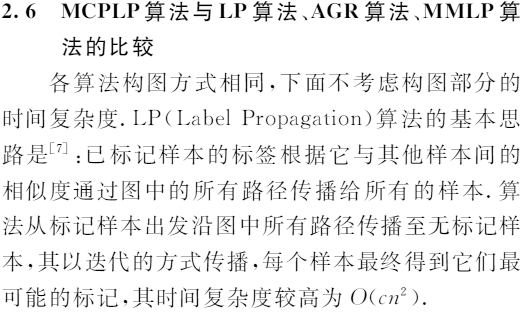 2.6 MCPLP算法与LP算法、AGR算法、MMLP算
法的比较
各算法构图方式相同,下面不考虑构图部分的
时间复杂度. LP(Label Propagation)算法的基本思
路是[7]:已标记样本的标签根据它与其他样本间的
相似度通过图中的所有路径传播给所有的样本. 算
法从标记样本出发沿图中所有路径传播至无标记样
本,其以迭代的方式传播,每个样本最终得到它们最
可能的标记,其时间复杂度较高为 O(cn²).